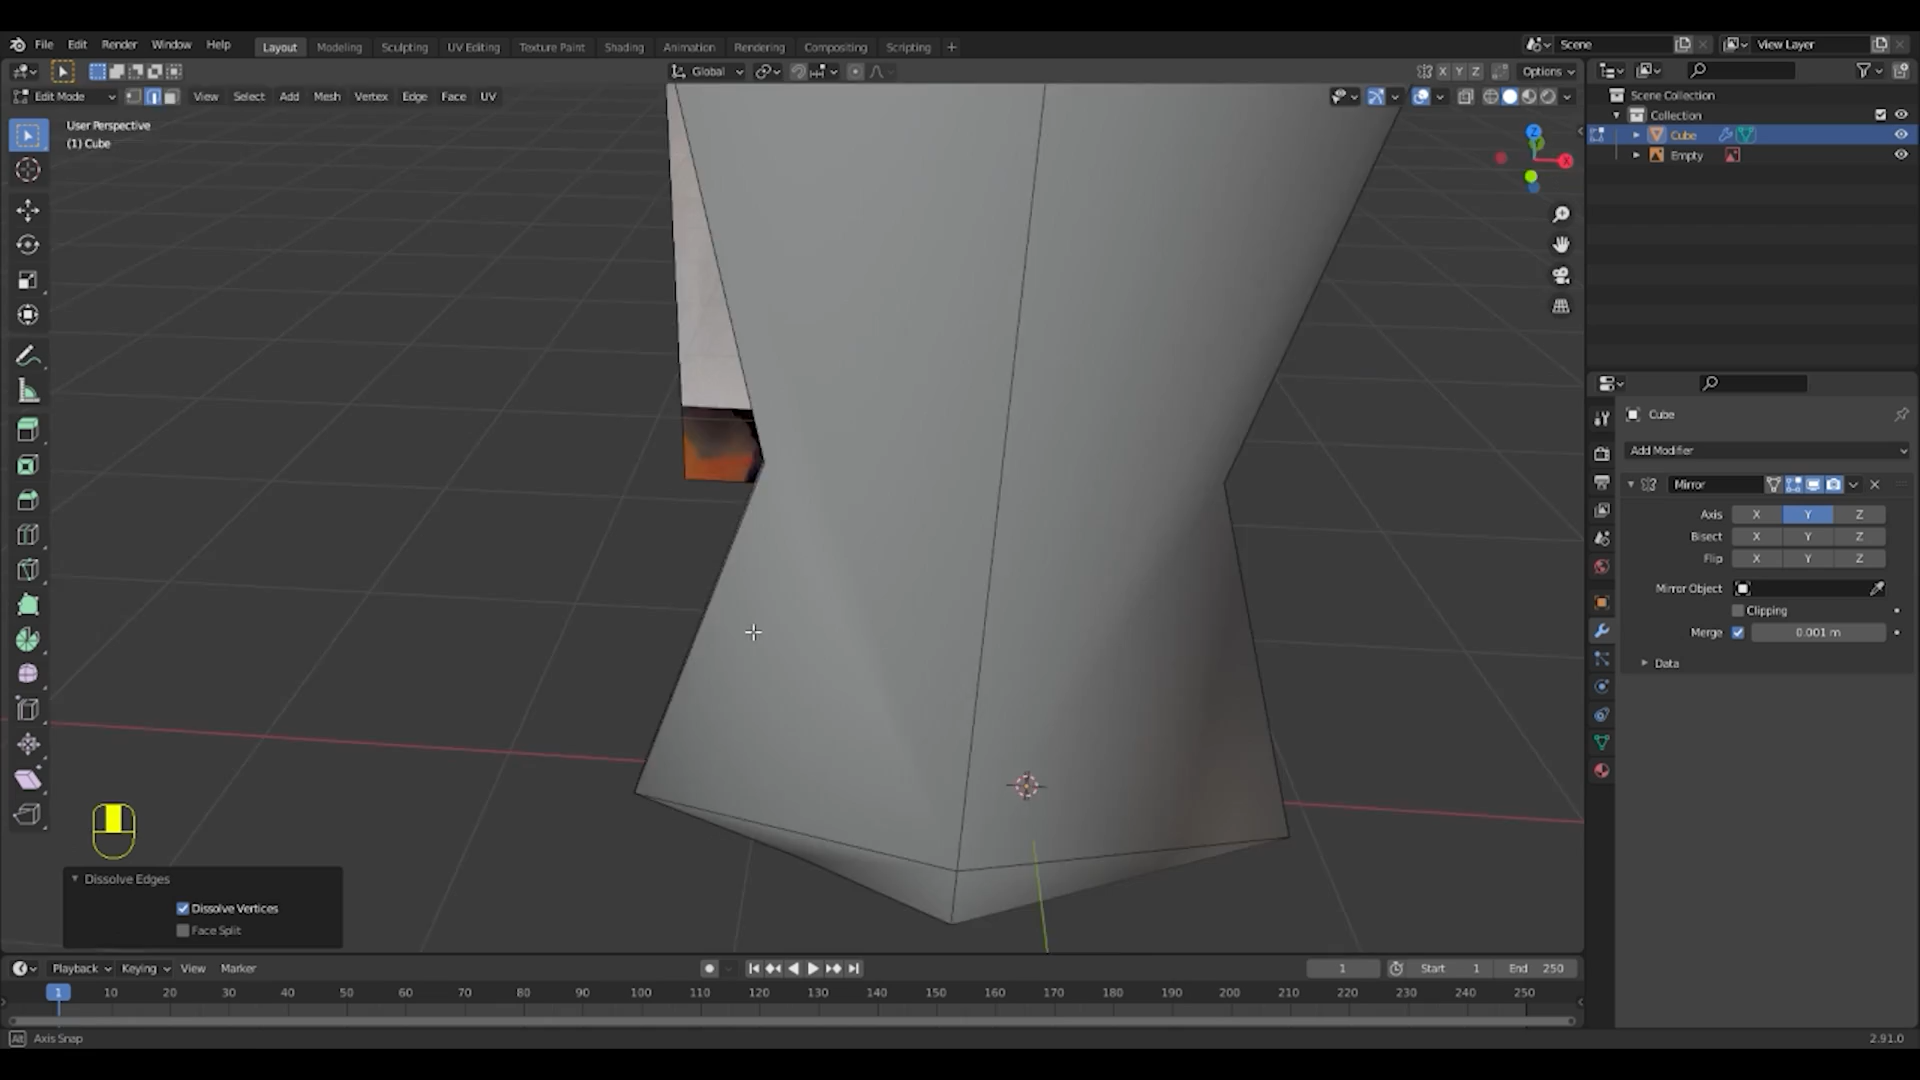 File Edit Render Window Help Layout Modeling Sculpting UV Editing Texture Paint Shading Animation Rendering Compositing Scripting + Scene View Layer
Global X Y Z Options
Edit Mode View Select Add Mesh Vertex Edge Face UV
User Perspective
(1) Cube
Z
X
Scene Collection
Collection
Cube
Empty
Cube
Add Modifier
Mirror
Axis X Y Z
Bisect X Y Z
Flip X Y Z
Mirror Object
Clipping
Merge 0.001 m
Data
Dissolve Edges
Dissolve Vertices
Face Split
Playback Keying View Marker 1 Start 1 End 250
1 10 20 30 40 50 60 70 80 90 100 110 120 130 140 150 160 170 180 190 200 210 220 230 240 250
Alt Axis Snap 2.91.0